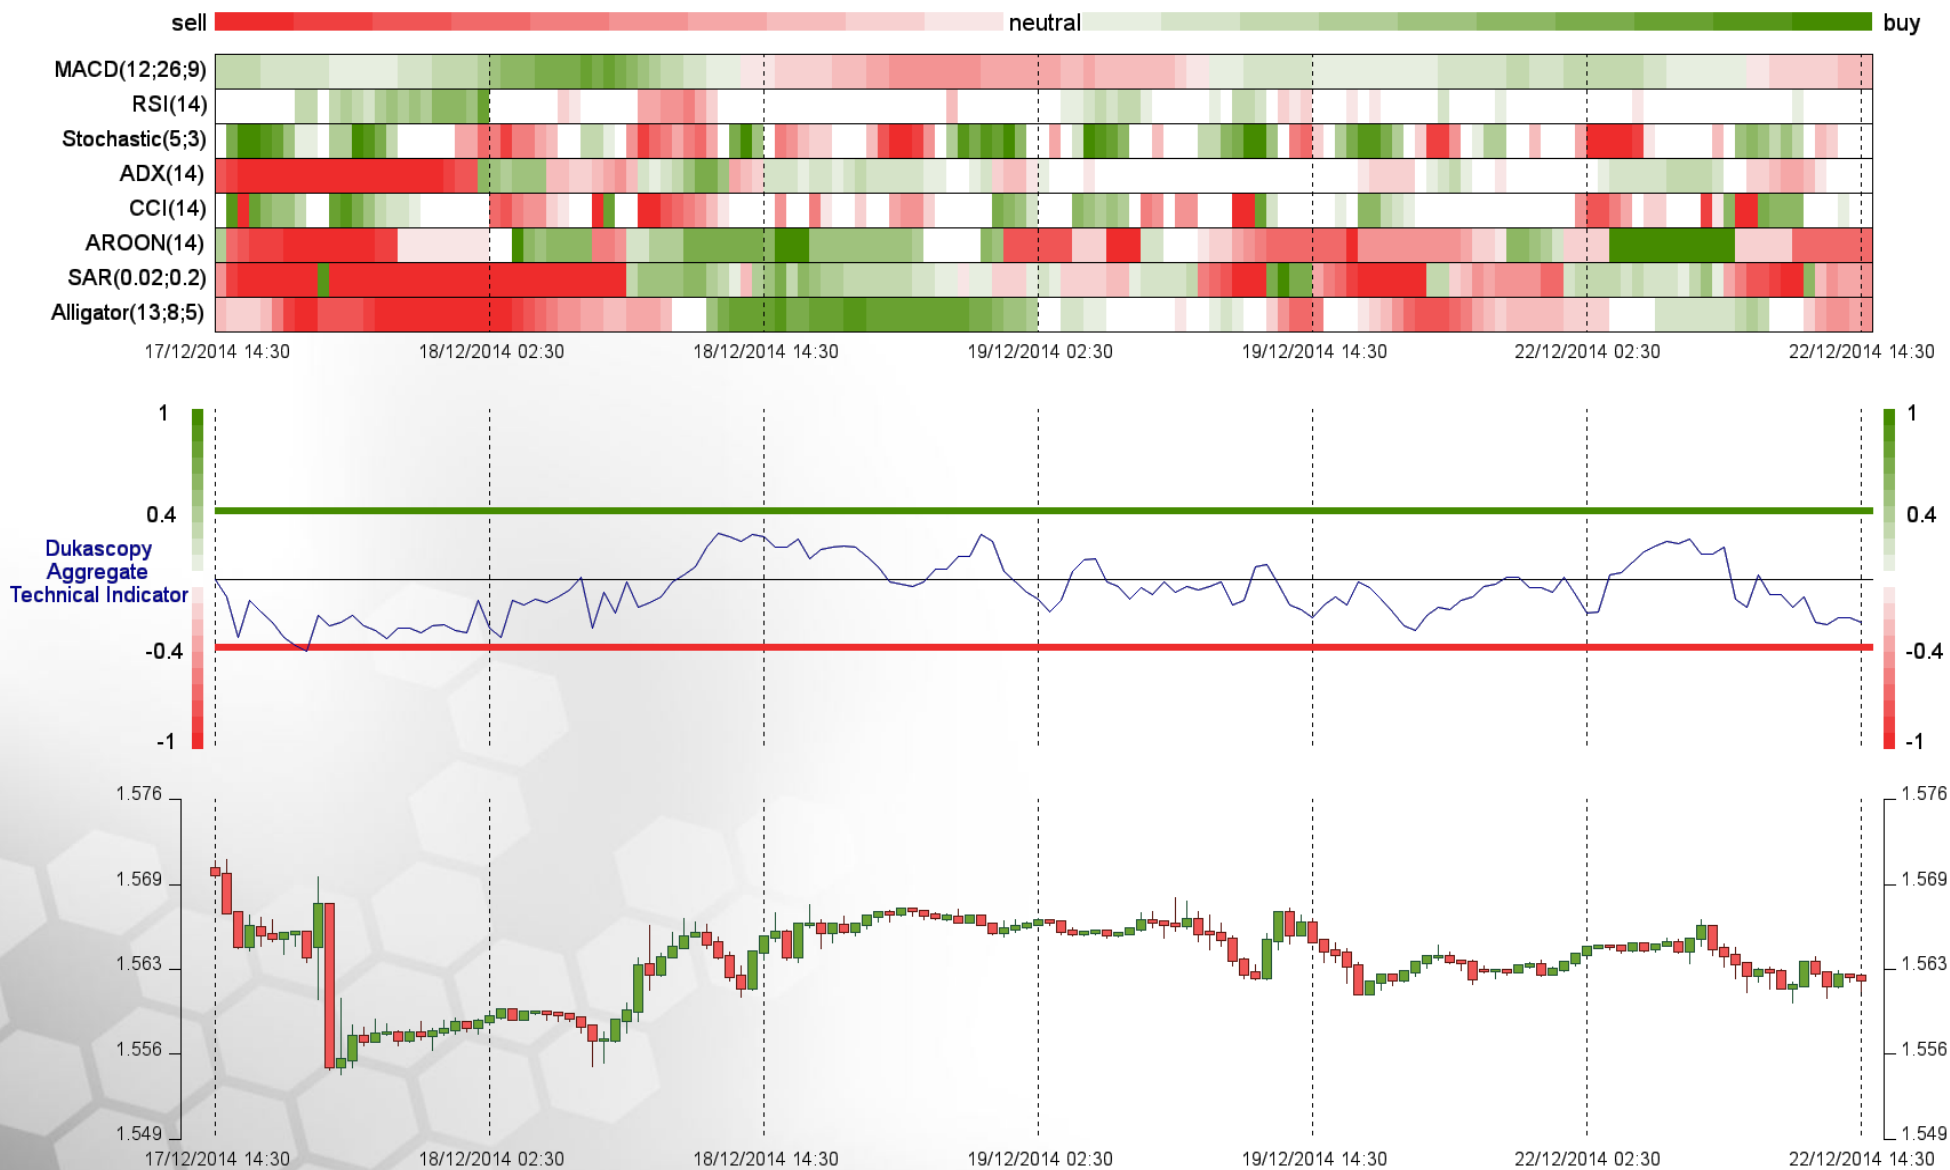 sell neutral buy
MACD(12;26;9)
RSI(14)
Stochastic(5;3)
ADX(14)
CCI(14)
AROON(14)
SAR(0.02;0.2)
Alligator(13;8;5)
17/12/2014 14:30 18/12/2014 02:30 18/12/2014 14:30 19/12/2014 02:30 19/12/2014 14:30 22/12/2014 02:30 22/12/2014 14:30
1 1
0.4 0.4
Dukascopy
Aggregate
Technical Indicator
-0.4 -0.4
-1 -1
1.576 1.576
1.569 1.569
1.563 1.563
1.556 1.556
1.549 1.549
17/12/2014 14:30 18/12/2014 02:30 18/12/2014 14:30 19/12/2014 02:30 19/12/2014 14:30 22/12/2014 02:30 22/12/2014 14:30